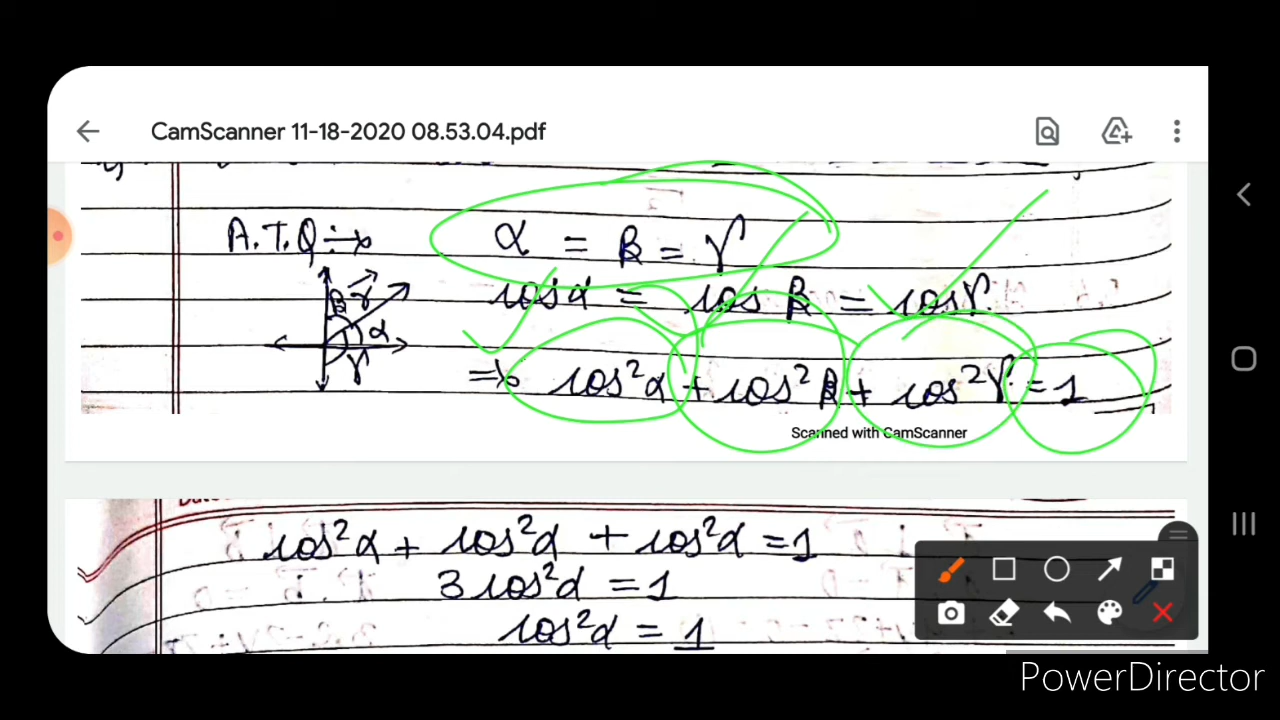 CamScanner 11-18-2020 08.53.04.pdf
A.T.Q ÷→ α = β = γ
cos α = cos β = cos γ.
β r⃗
α
γ
⇒ cos²α + cos²β + cos²γ = 1
Scanned with CamScanner
cos²α + cos²α + cos²α = 1
3 cos²α = 1
cos²α = 1
PowerDirector